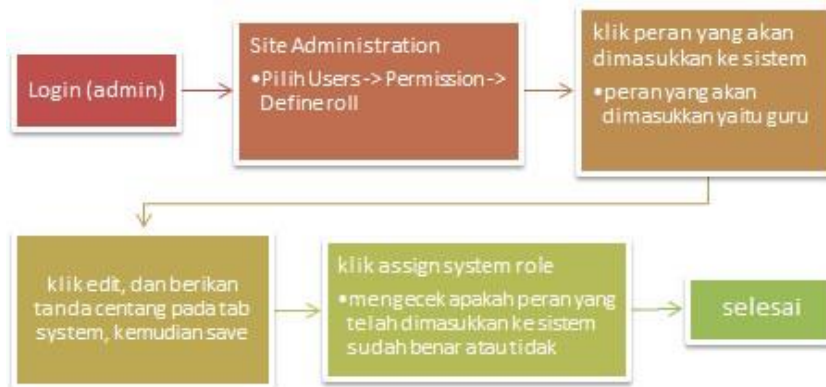 Login (admin)
Site Administration
•Pilih Users -> Permission ->
Define roll
klik peran yang akan
dimasukkan ke sistem
•peran yang akan
dimasukkan yaitu guru
klik edit, dan berikan
tanda centang pada tab
system, kemudian save
klik assign system role
•mengecek apakah peran yang
telah dimasukkan ke sistem
sudah benar atau tidak
selesai